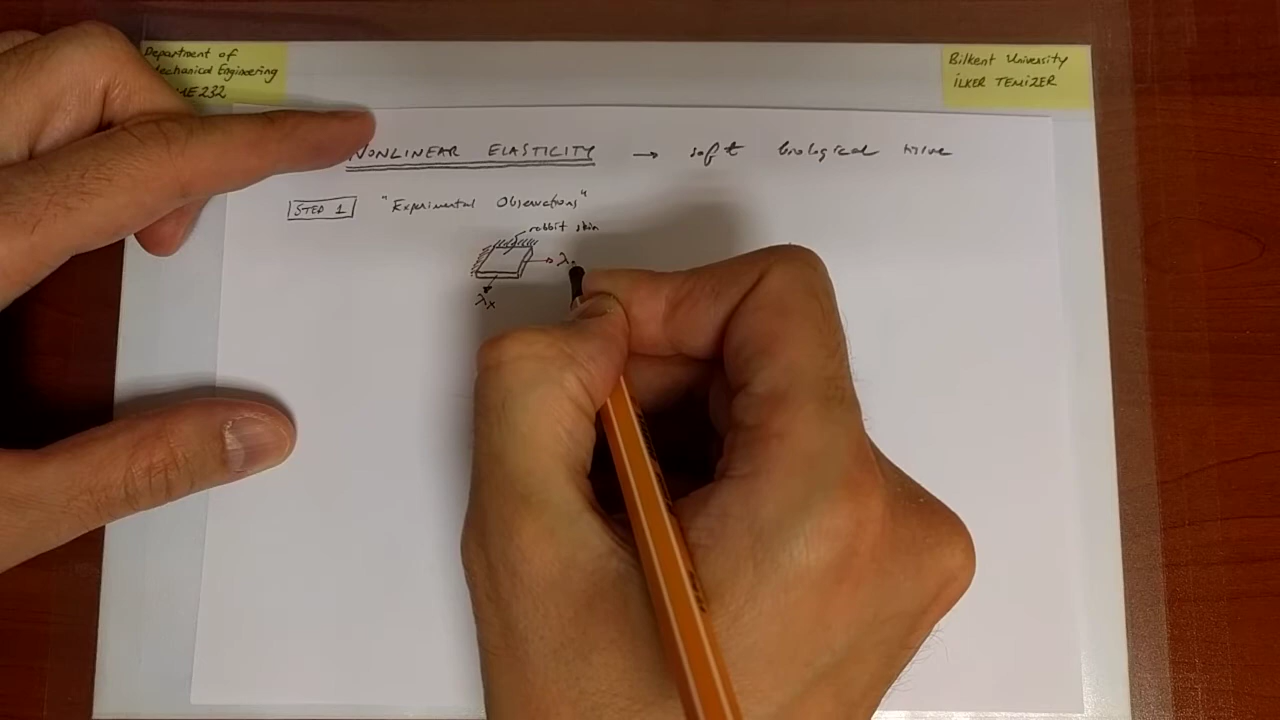 Department of
echanical Engineering
ME232
Bilkent University
İLKER TEMİZER
NONLINEAR ELASTICITY → soft biological tissue
STEP 1 "Experimental Observations"
rabbit skin
λ
λx